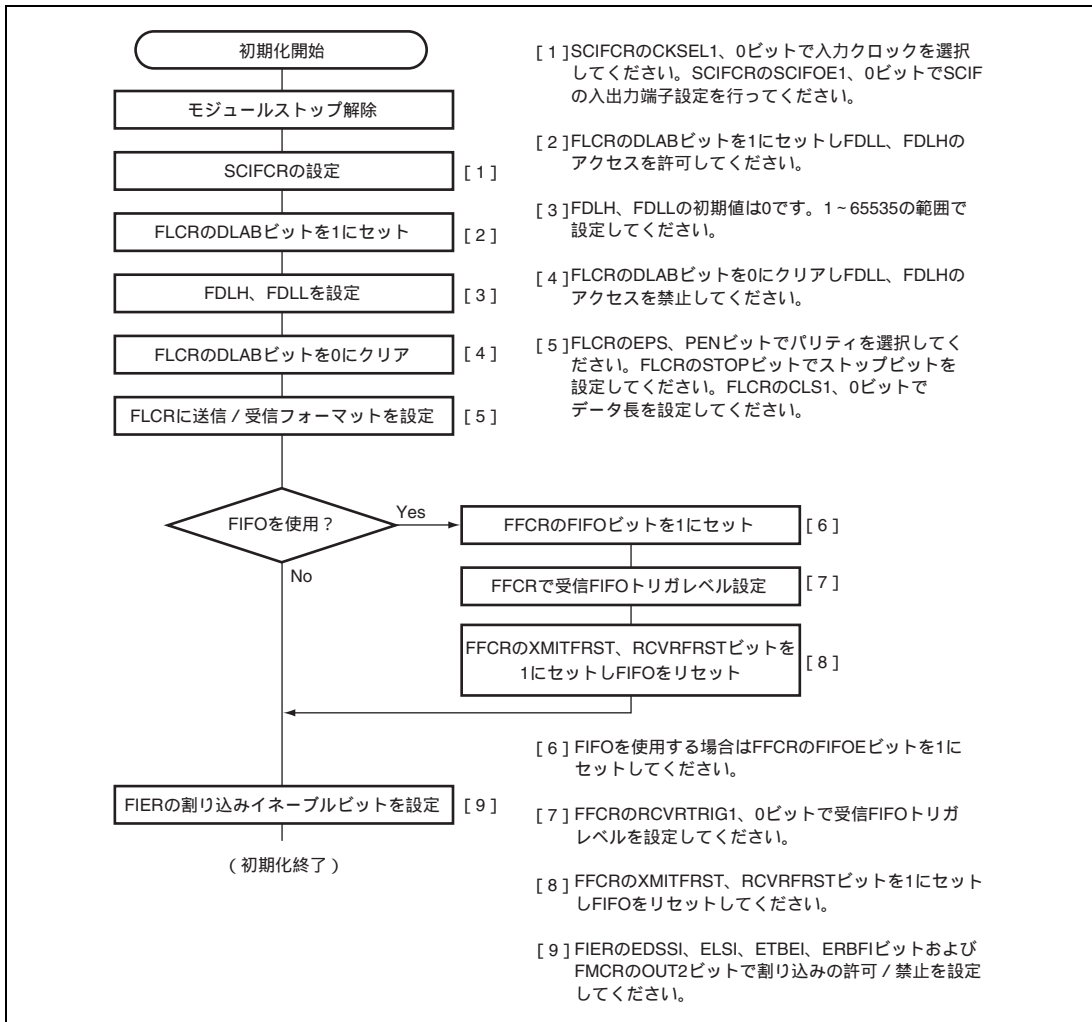 初期化開始
モジュールストップ解除
SCIFCRの設定
[ 1 ]
FLCRのDLABビットを1にセット
[ 2 ]
FDLH、FDLLを設定
[ 3 ]
FLCRのDLABビットを0にクリア
[ 4 ]
FLCRに送信 / 受信フォーマットを設定
[ 5 ]
[ 1 ]SCIFCRのCKSEL1、0ビットで入力クロックを選択
してください。SCIFCRのSCIFOE1、0ビットでSCIF
の入出力端子設定を行ってください。
[ 2 ]FLCRのDLABビットを1にセットしFDLL、FDLHの
アクセスを許可してください。
[ 3 ]FDLH、FDLLの初期値は0です。1~65535の範囲で
設定してください。
[ 4 ]FLCRのDLABビットを0にクリアしFDLL、FDLHの
アクセスを禁止してください。
[ 5 ]FLCRのEPS、PENビットでパリティを選択してく
ださい。FLCRのSTOPビットでストップビットを
設定してください。FLCRのCLS1、0ビットで
データ長を設定してください。
FIFOを使用?
Yes
No
FFCRのFIFOビットを1にセット
[ 6 ]
FFCRで受信FIFOトリガレベル設定
[ 7 ]
FFCRのXMITFRST、RCVRFRSTビットを
1にセットしFIFOをリセット
[ 8 ]
FIERの割り込みイネーブルビットを設定
[ 9 ]
( 初期化終了 )
[ 6 ] FIFOを使用する場合はFFCRのFIFOEビットを1に
セットしてください。
[ 7 ] FFCRのRCVRTRIG1、0ビットで受信FIFOトリガ
レベルを設定してください。
[ 8 ] FFCRのXMITFRST、RCVRFRSTビットを1にセット
しFIFOをリセットしてください。
[ 9 ] FIERのEDSSI、ELSI、ETBEI、ERBFIビットおよび
FMCRのOUT2ビットで割り込みの許可 / 禁止を設定
してください。